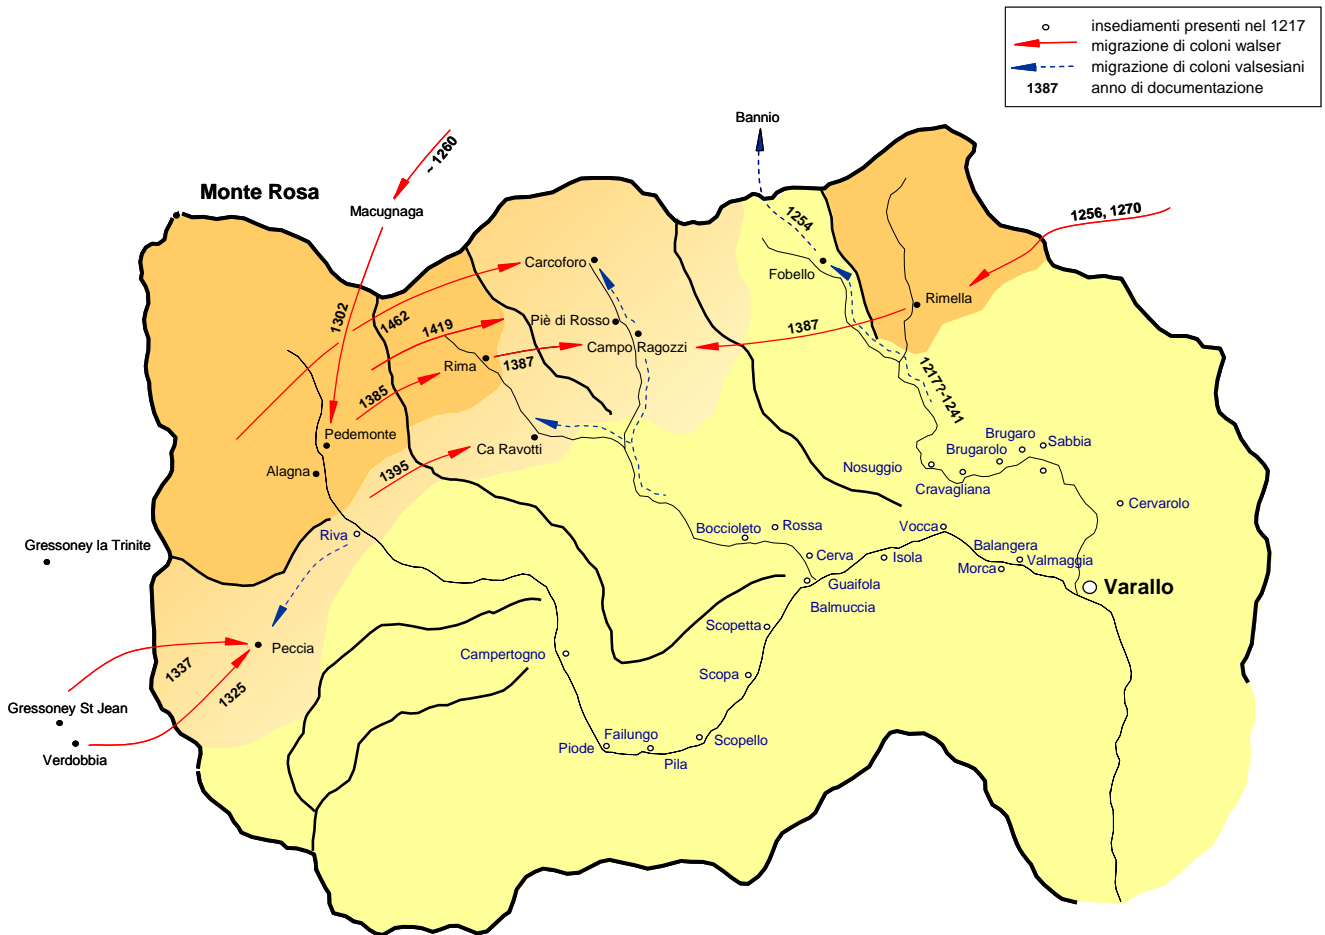 insediamenti presenti nel 1217
migrazione di coloni walser
migrazione di coloni valsesiani
1387 anno di documentazione
Bannio
~ 1260
Monte Rosa
Macugnaga
1256, 1270
1254
Carcoforo
Fobello
Rimella
1302
1462
1419
Piè di Rosso
1387
Campo Ragozzi
Rima
1387
1385
1217?-1241
Pedemonte
Ca Ravotti
Brugaro
Sabbia
Brugarolo
Alagna
1395
Nosuggio
Cravagliana
Cervarolo
Riva
Boccioleto
Rossa
Vocca
Gressoney la Trinite
Balangera
Cerva
Isola
Valmaggia
Morca
Guaifola
Varallo
Balmuccia
Scopetta
Peccia
Campertogno
1337
Scopa
1325
Gressoney St Jean
Failungo
Scopello
Piode
Verdobbia
Pila